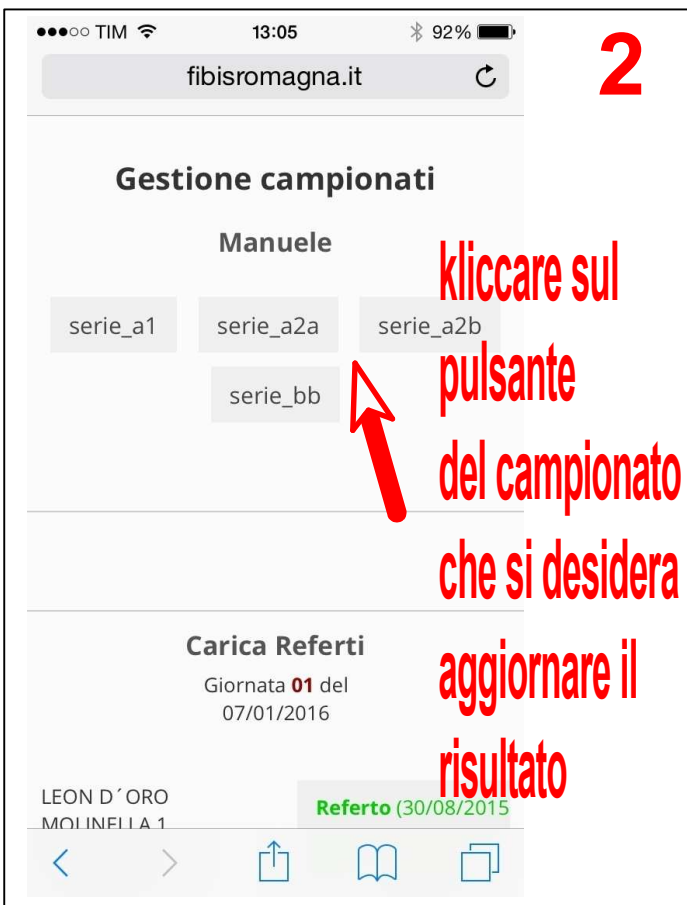 TIM 13:05 92%
2
fibisromagna.it
Gestione campionati
Manuele
serie_a1 serie_a2a serie_a2b
serie_bb
kliccare sul
pulsante
del campionato
che si desidera
aggiornare il
risultato
Carica Referti
Giornata 01 del
07/01/2016
LEON D´ORO
MOLINELLA 1
Referto (30/08/2015